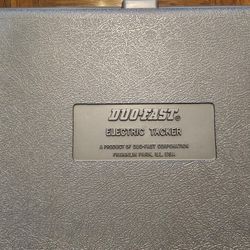 DUO-FAST®
ELECTRIC TACKER
A PRODUCT OF DUO-FAST CORPORATION
FRANKLIN PARK, ILL. USA